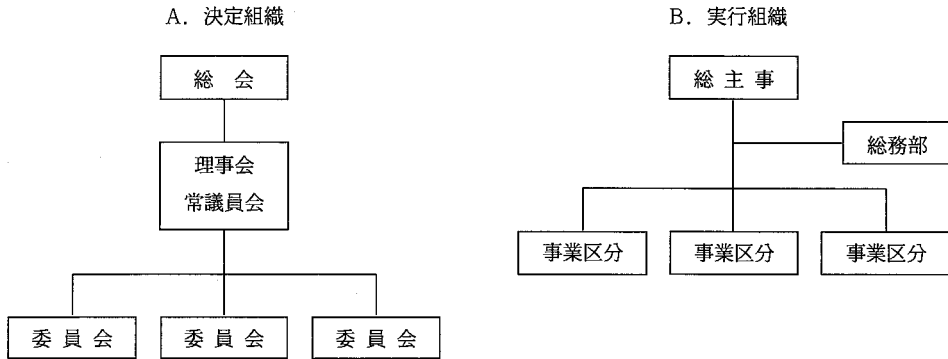 A. 決定組織
総 会
理事会
常議員会
委 員 会
委 員 会
委 員 会
B. 実行組織
総 主 事
総務部
事業区分
事業区分
事業区分